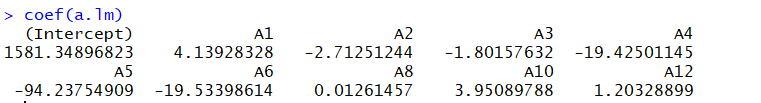 > coef(a.lm)
(Intercept) A1 A2 A3 A4
1581.34896823 4.13928328 -2.71251244 -1.80157632 -19.42501145
A5 A6 A8 A10 A12
-94.23754909 -19.53398614 0.01261457 3.95089788 1.20328899